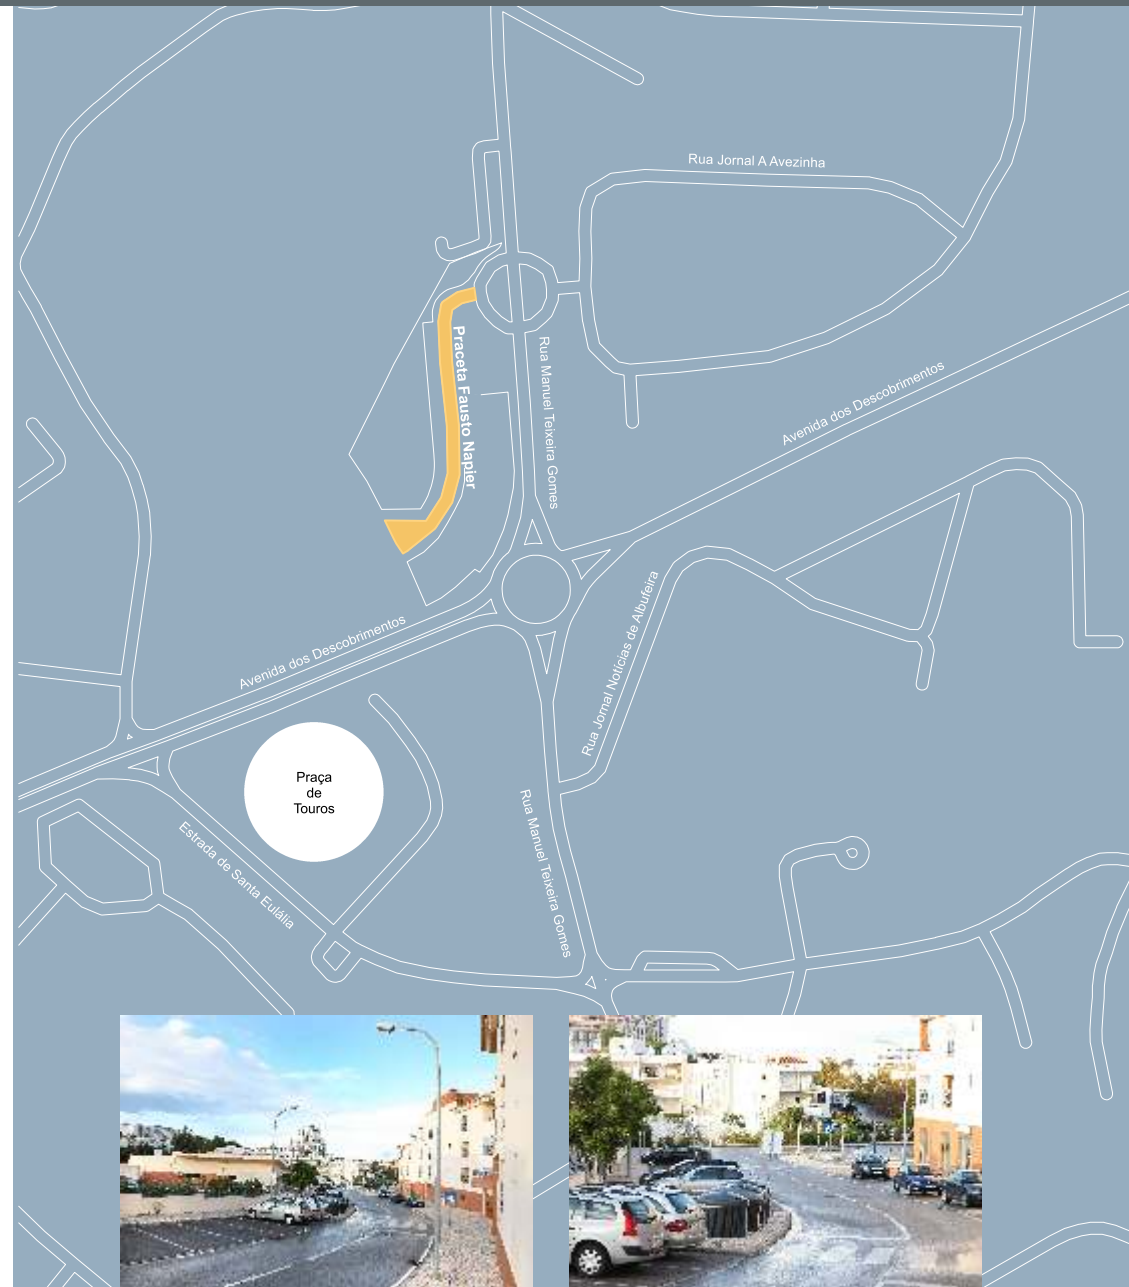 Rua Jornal A Avezinha
Praceta Fausto Napier
Rua Manuel Teixeira Gomes
Avenida dos Descobrimentos
Rua Jornal Notícias de Albufeira
Avenida dos Descobrimentos
Praça
de
Touros
Estrada de Santa Eulália
Rua Manuel Teixeira Gomes